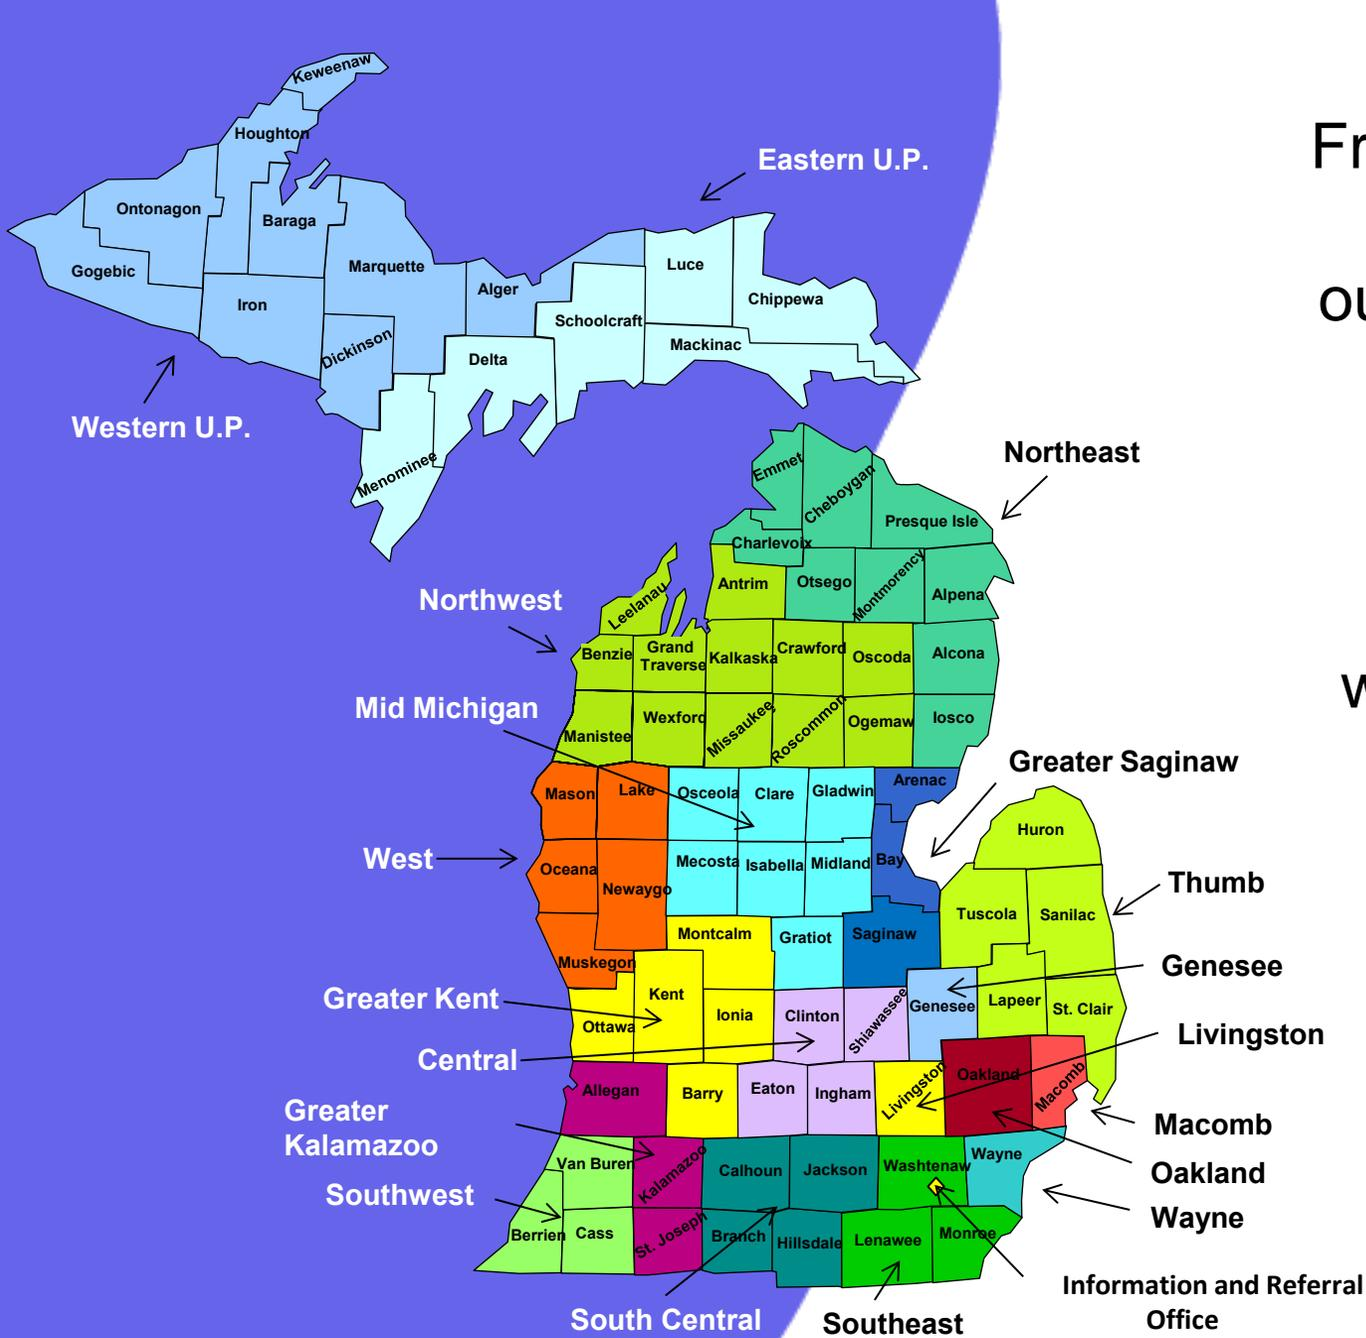 Keweenaw
Houghton
Ontonagon
Baraga
Gogebic
Marquette
Iron
Dickinson
Alger
Eastern U.P.
Luce
Chippewa
Schoolcraft
Mackinac
Delta
Menominee
Western U.P.
Fr
ou
W
Northeast
Emmet
Cheboygan
Presque Isle
Charlevoix
Antrim
Otsego
Montmorency
Alpena
Northwest
Leelanau
Benzie
Grand
Traverse
Kalkaska
Crawford
Oscoda
Alcona
Mid Michigan
Manistee
Wexford
Missaukee
Roscommon
Ogemaw
Iosco
Greater Saginaw
Mason
Lake
Osceola
Clare
Gladwin
Arenac
Huron
West
Oceana
Newaygo
Mecosta
Isabella
Midland
Bay
Thumb
Tuscola
Sanilac
Muskegon
Montcalm
Gratiot
Saginaw
Genesee
Greater Kent
Kent
Ottawa
Ionia
Clinton
Shiawassee
Genesee
Lapeer
St. Clair
Livingston
Central
Allegan
Barry
Eaton
Ingham
Livingston
Oakland
Macomb
Greater
Kalamazoo
Macomb
Oakland
Wayne
Southwest
Van Buren
Kalamazoo
Calhoun
Jackson
Washtenaw
Wayne
Berrien
Cass
St. Joseph
Branch
Hillsdale
Lenawee
Monroe
Information and Referral
Office
South Central
Southeast